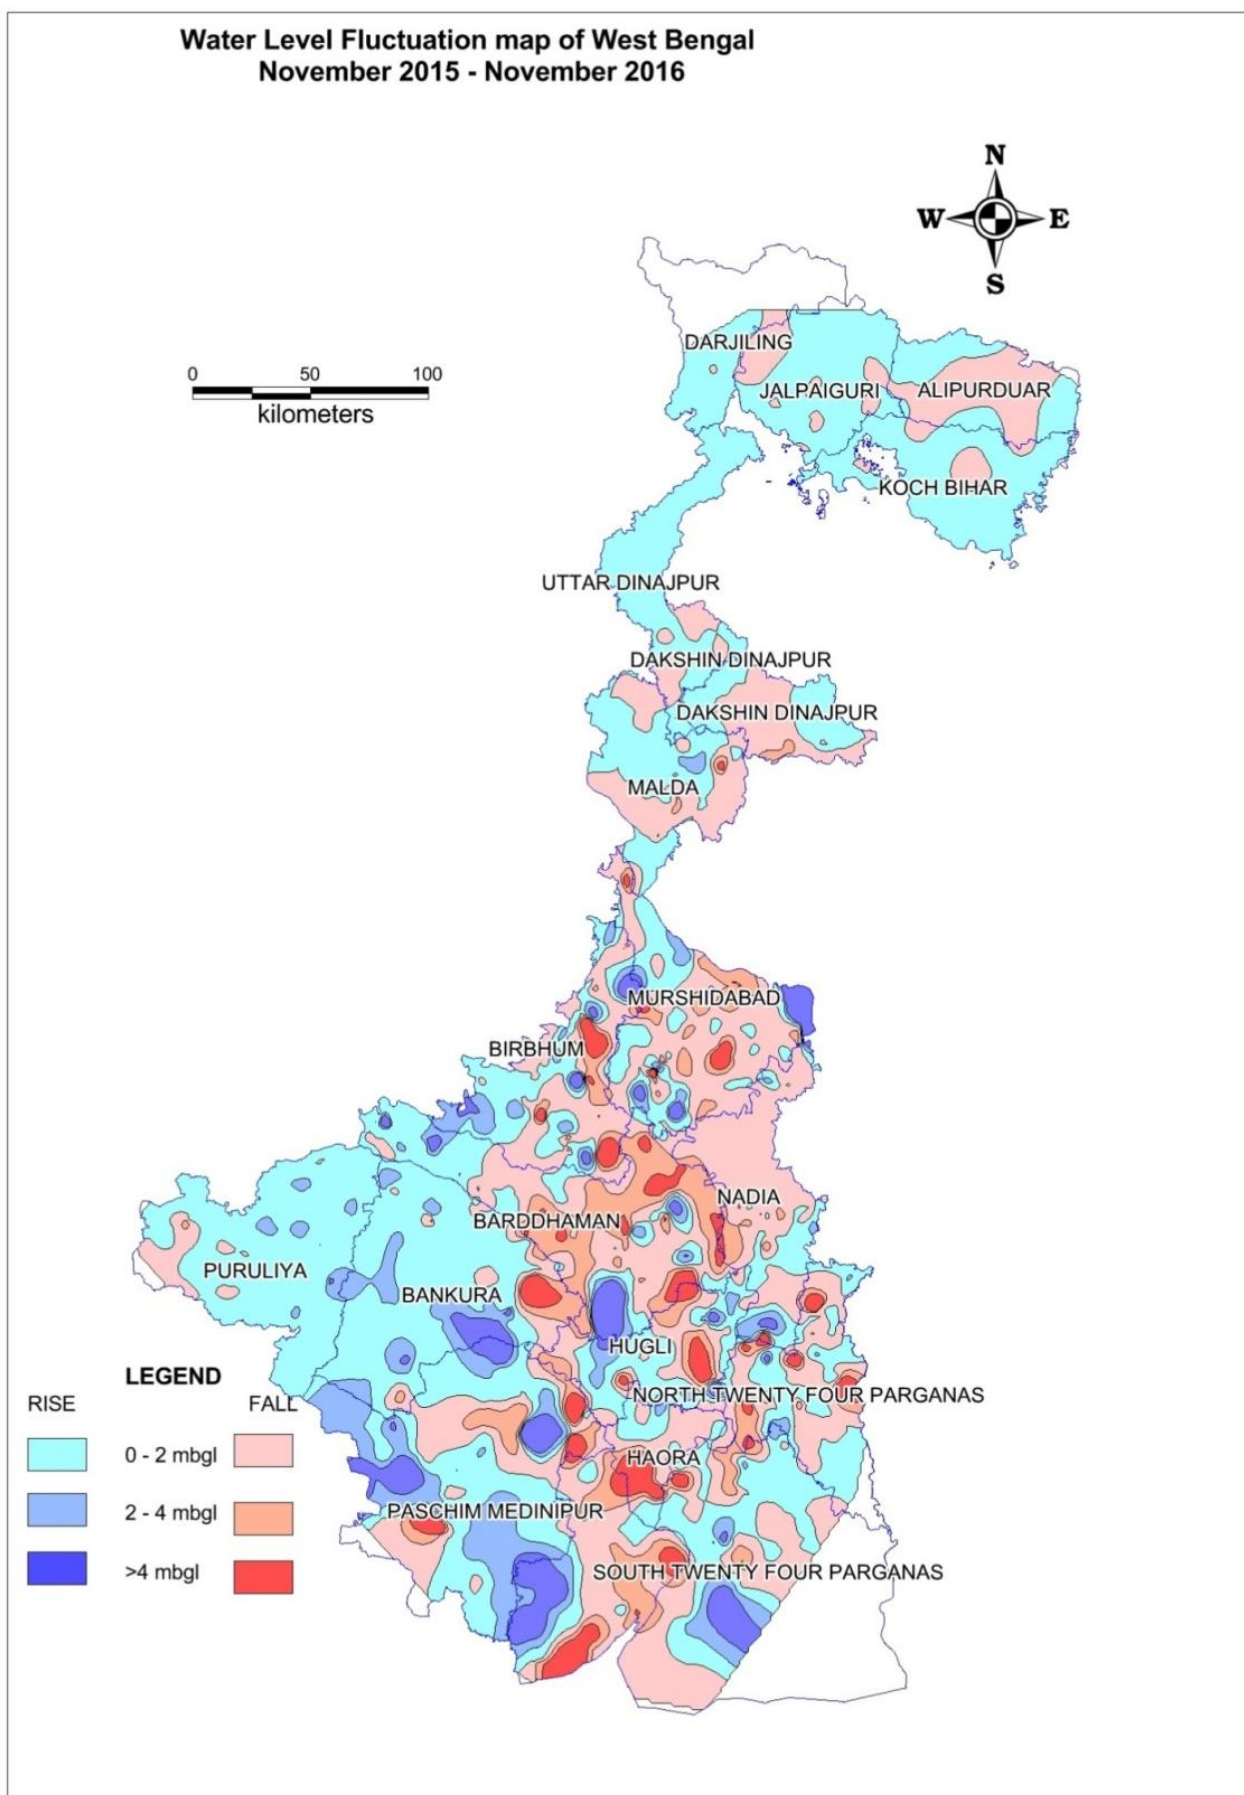 Water Level Fluctuation map of West Bengal
November 2015 - November 2016
N
W E
S
0 50 100
kilometers
DARJILING
JALPAIGURI
ALIPURDUAR
KOCH BIHAR
UTTAR DINAJPUR
DAKSHIN DINAJPUR
DAKSHIN DINAJPUR
MALDA
MURSHIDABAD
BIRBHUM
NADIA
BARDDHAMAN
PURULIYA
BANKURA
HUGLI
NORTH TWENTY FOUR PARGANAS
HAORA
PASCHIM MEDINIPUR
SOUTH TWENTY FOUR PARGANAS
LEGEND
RISE FALL
0 - 2 mbgl
2 - 4 mbgl
>4 mbgl